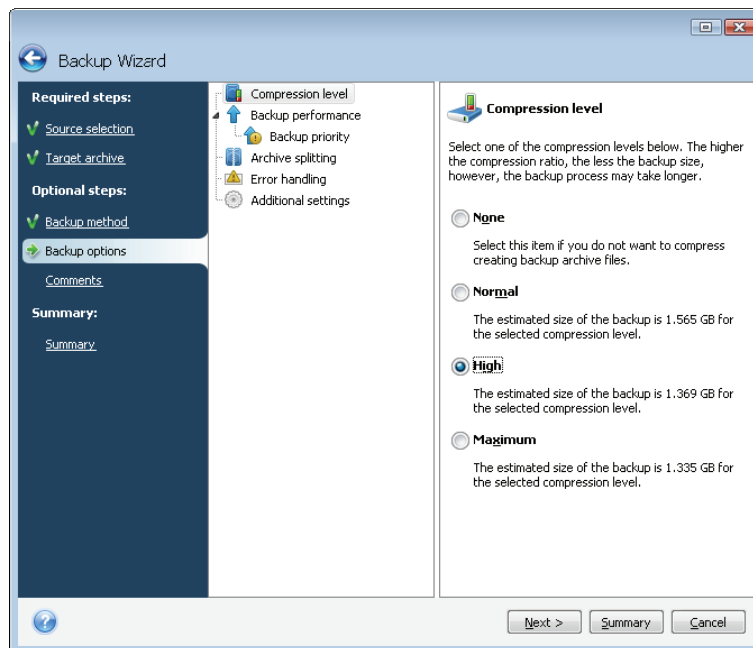 Backup Wizard
Required steps:
Source selection
Target archive
Optional steps:
Backup method
Backup options
Comments
Summary:
Summary
Compression level
Backup performance
Backup priority
Archive splitting
Error handling
Additional settings
Compression level
Select one of the compression levels below. The higher
the compression ratio, the less the backup size,
however, the backup process may take longer.
None
Select this item if you do not want to compress
creating backup archive files.
Normal
The estimated size of the backup is 1.565 GB for
the selected compression level.
High
The estimated size of the backup is 1.369 GB for
the selected compression level.
Maximum
The estimated size of the backup is 1.335 GB for
the selected compression level.
Next >
Summary
Cancel